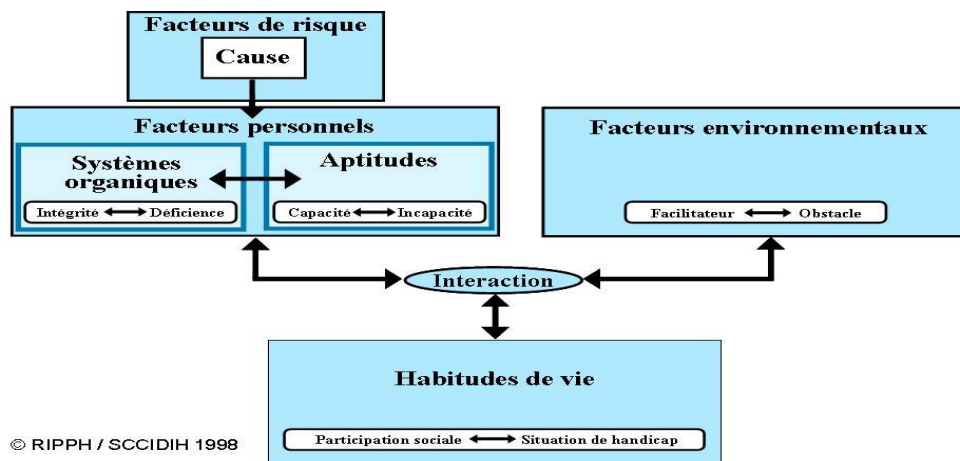 Facteurs de risque
Cause
Facteurs personnels
Systèmes
organiques
Intégrité Déficience
Aptitudes
Capacité Incapacité
Facteurs environnementaux
Facilitateur Obstacle
Interaction
Habitudes de vie
Participation sociale Situation de handicap
© RIPPH / SCCIDIH 1998